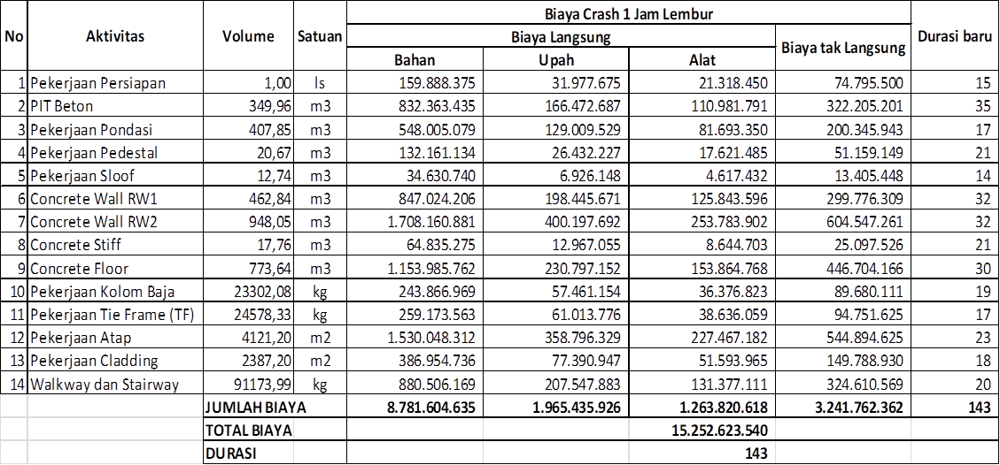 No Aktivitas Volume Satuan Biaya Crash 1 Jam Lembur Durasi baru
Biaya Langsung Biaya tak Langsung
Bahan Upah Alat
1 Pekerjaan Persiapan 1,00 ls 159.888.375 31.977.675 21.318.450 74.795.500 15
2 PIT Beton 349,96 m3 832.363.435 166.472.687 110.981.791 322.205.201 35
3 Pekerjaan Pondasi 407,85 m3 548.005.079 129.009.529 81.693.350 200.345.943 17
4 Pekerjaan Pedestal 20,67 m3 132.161.134 26.432.227 17.621.485 51.159.149 21
5 Pekerjaan Sloof 12,74 m3 34.630.740 6.926.148 4.617.432 13.405.448 14
6 Concrete Wall RW1 462,84 m3 847.024.206 198.445.671 125.843.596 299.776.309 32
7 Concrete Wall RW2 948,05 m3 1.708.160.881 400.197.692 253.783.902 604.547.261 32
8 Concrete Stiff 17,76 m3 64.835.275 12.967.055 8.644.703 25.097.526 21
9 Concrete Floor 773,64 m3 1.153.985.762 230.797.152 153.864.768 446.704.166 30
10 Pekerjaan Kolom Baja 23302,08 kg 243.866.969 57.461.154 36.376.823 89.680.111 19
11 Pekerjaan Tie Frame (TF) 24578,33 kg 259.173.563 61.013.776 38.636.059 94.751.625 17
12 Pekerjaan Atap 4121,20 m2 1.530.048.312 358.796.329 227.467.182 544.894.625 23
13 Pekerjaan Cladding 2387,20 m2 386.954.736 77.390.947 51.593.965 149.788.930 18
14 Walkway dan Stairway 91173,99 kg 880.506.169 207.547.883 131.377.111 324.610.569 20
JUMLAH BIAYA 8.781.604.635 1.965.435.926 1.263.820.618 3.241.762.362 143
TOTAL BIAYA 15.252.623.540
DURASI 143